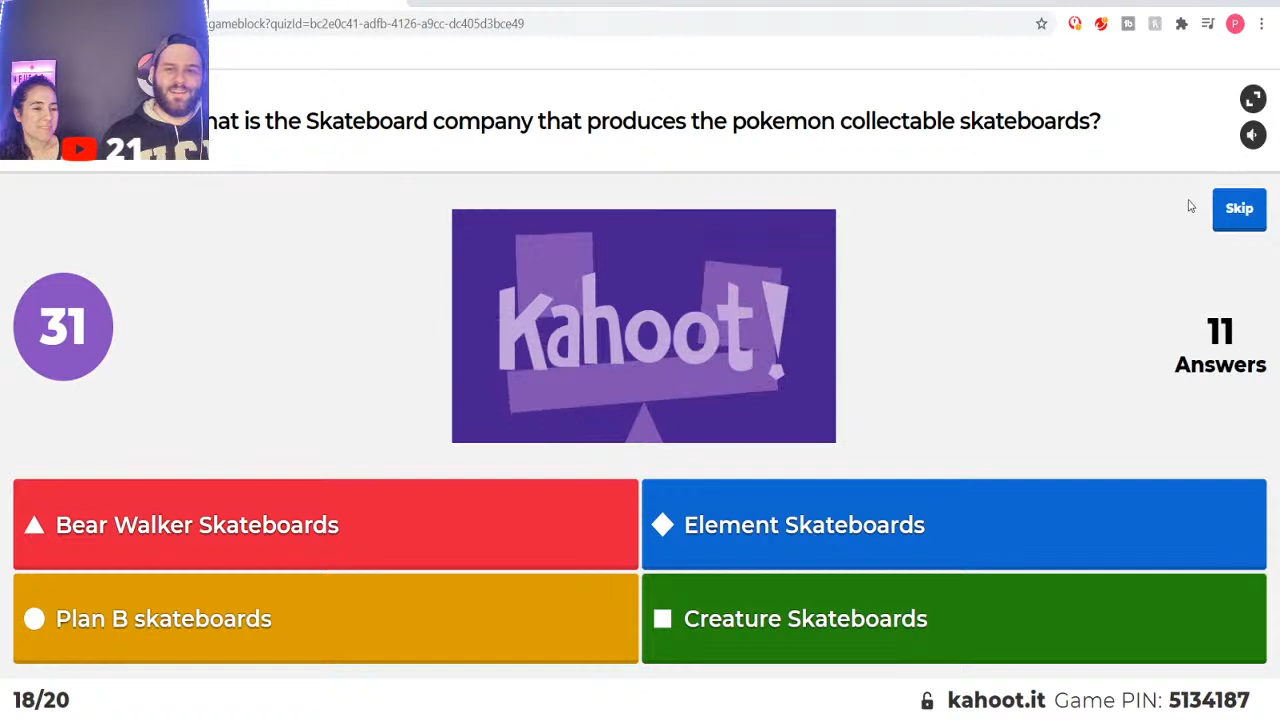 gameblock?quizId=bc2e0c41-adfb-4126-a9cc-dc405d3bce49
hat is the Skateboard company that produces the pokemon collectable skateboards?
21
Skip
31
Kahoot!
11
Answers
Bear Walker Skateboards
Element Skateboards
Plan B skateboards
Creature Skateboards
18/20
kahoot.it Game PIN: 5134187